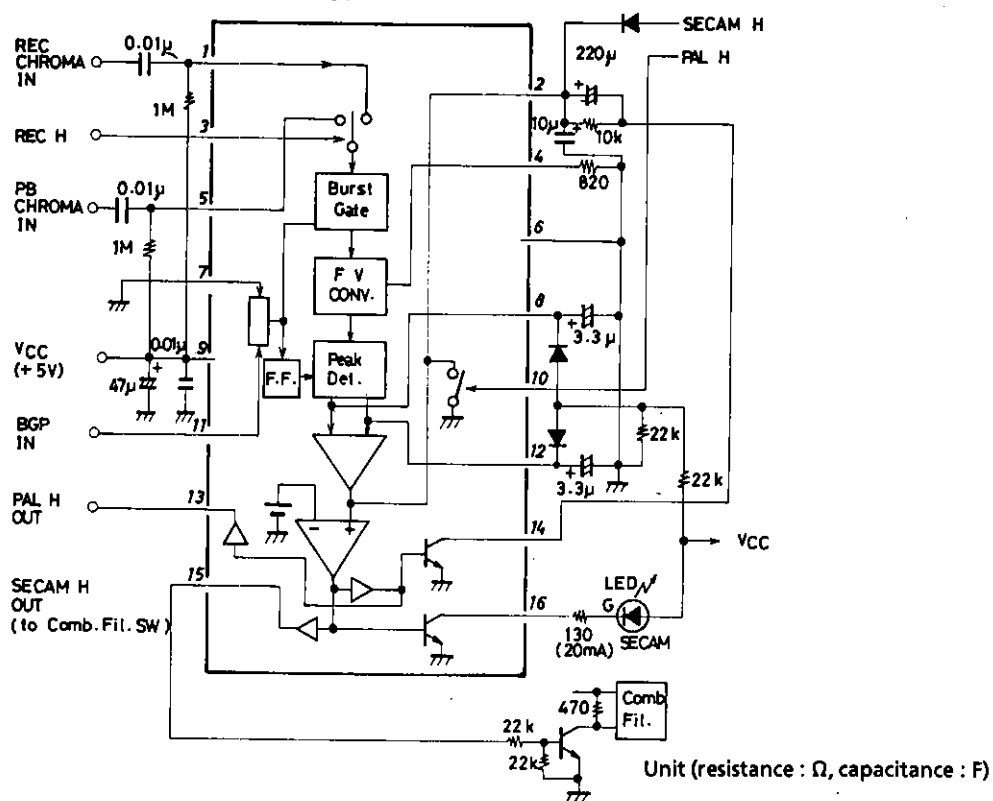 REC
CHROMA
IN
0.01μ
1
1M
REC H
3
PB
CHROMA
IN
0.01μ
5
1M
7
VCC
(+5V)
0.01μ
+
9
47μ
BGP
IN
11
PAL H
OUT
13
SECAM H
OUT
(to Comb. Fil. SW)
15
Burst
Gate
F V
CONV.
Peak
Det.
F.F.
-
+
SECAM H
PAL H
220μ
+
2
10μ
+
10k
4
820
6
8
+
3.3μ
10
22k
12
+
3.3μ
22k
14
VCC
LED
G
16
130
(20mA)
SECAM
470
Comb
Fil.
22k
22k
Unit (resistance : Ω, capacitance : F)